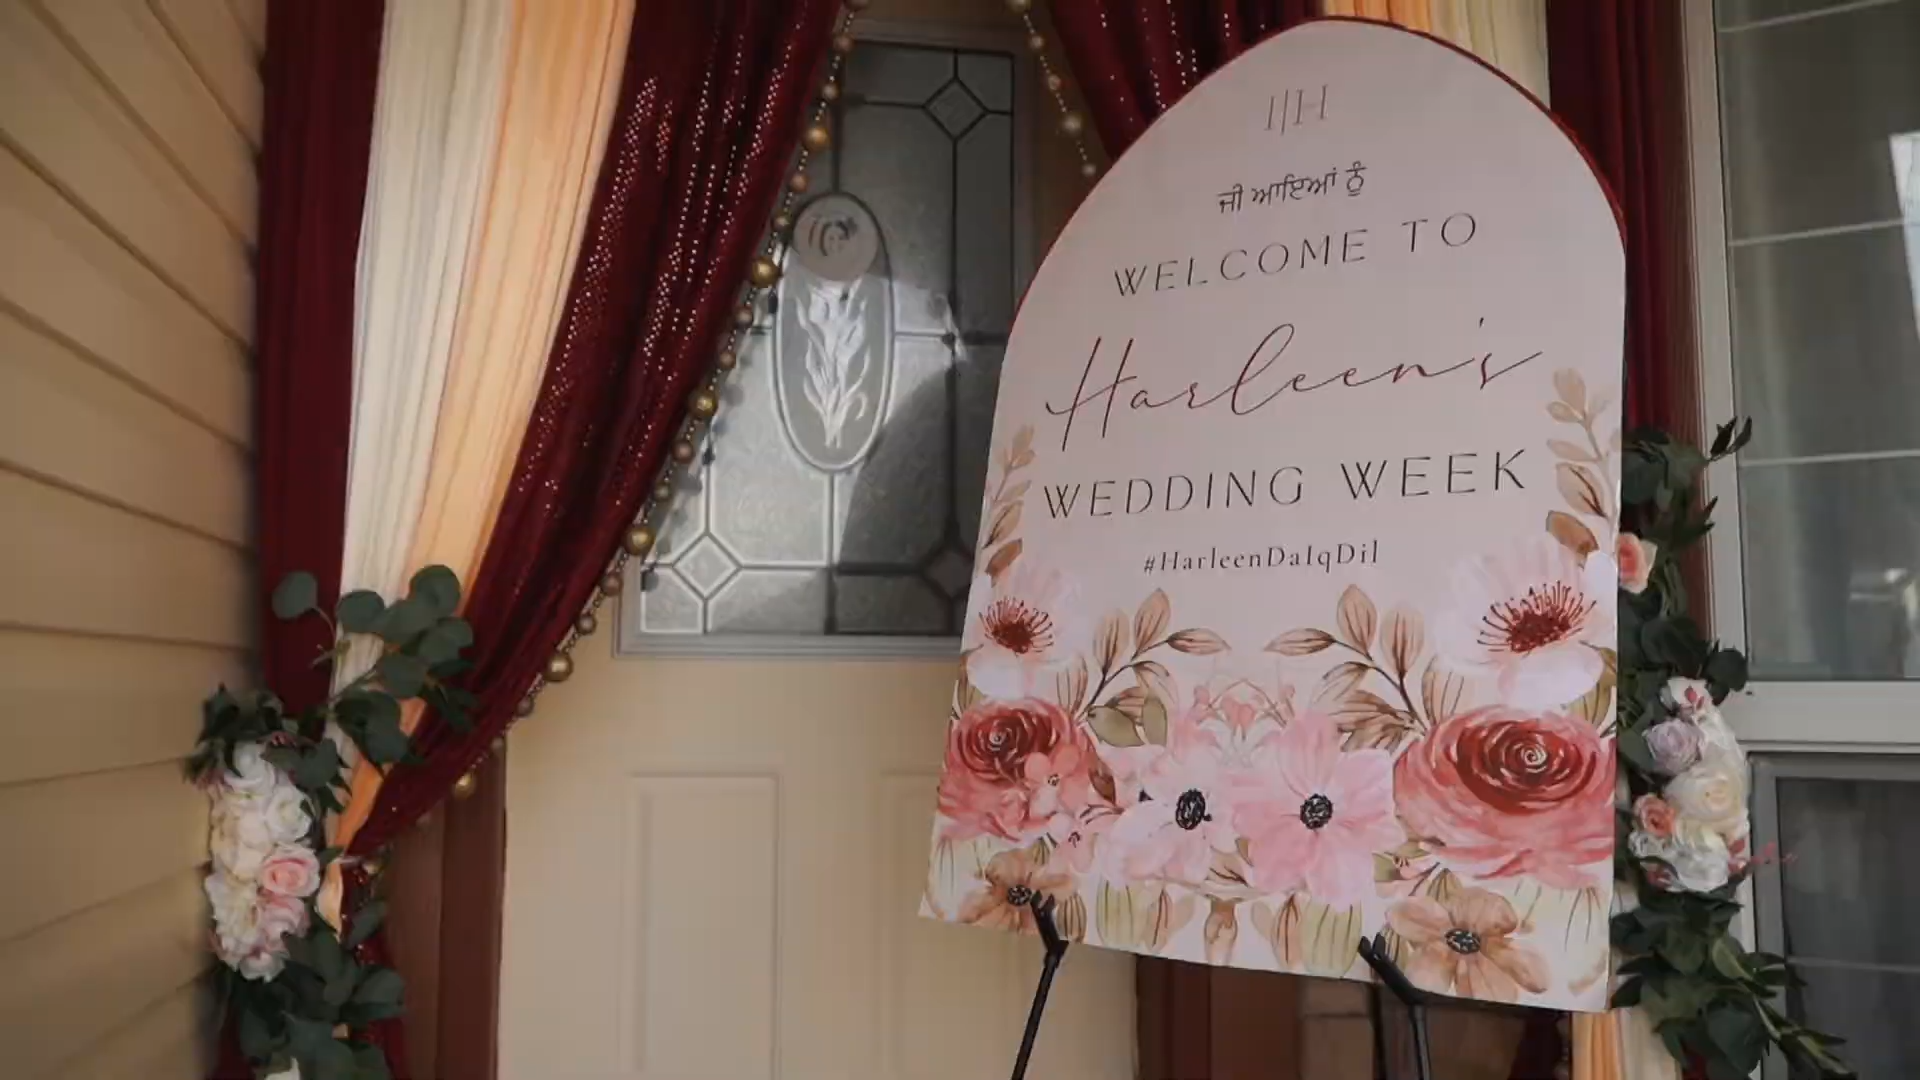 I|H
ਜੀ ਆਇਆਂ ਨੂੰ
WELCOME TO
Harleen's
WEDDING WEEK
#HarleenDaIqDil